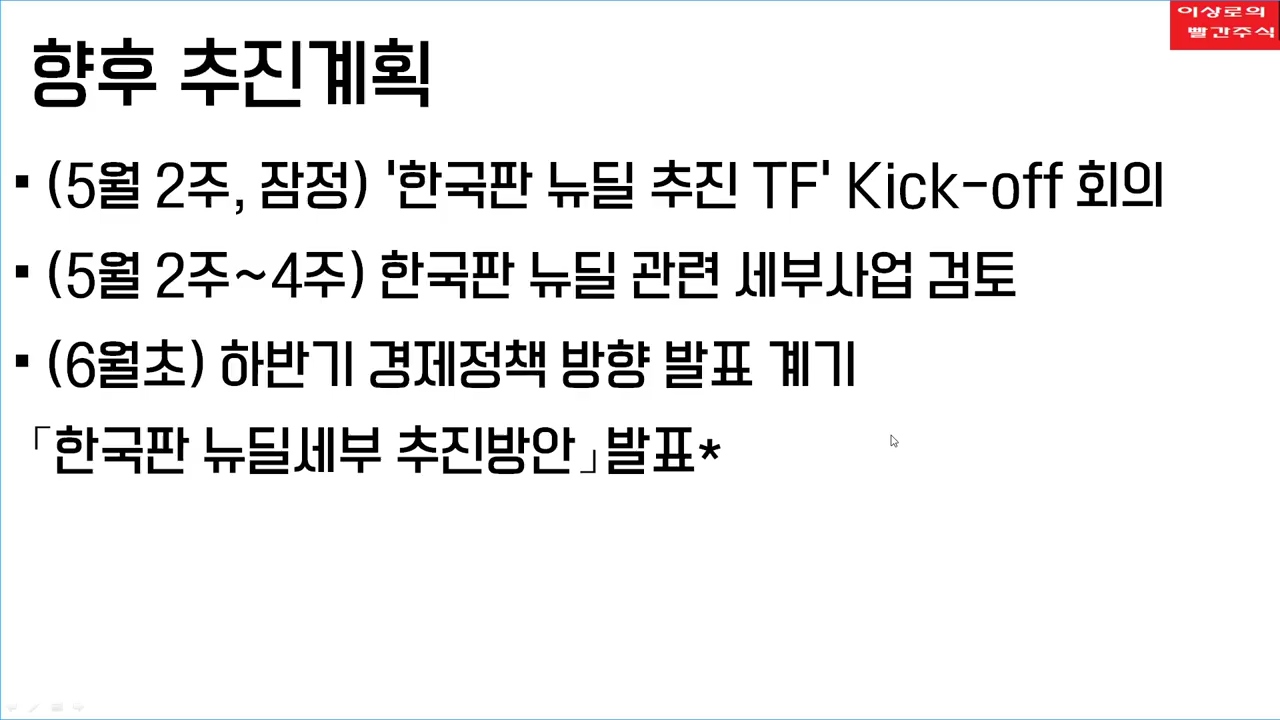 이상로의
빨간주식
향후 추진계획
▪ (5월 2주, 잠정) '한국판 뉴딜 추진 TF' Kick-off 회의
▪ (5월 2주~4주) 한국판 뉴딜 관련 세부사업 검토
▪ (6월초) 하반기 경제정책 방향 발표 계기
「한국판 뉴딜세부 추진방안」발표*